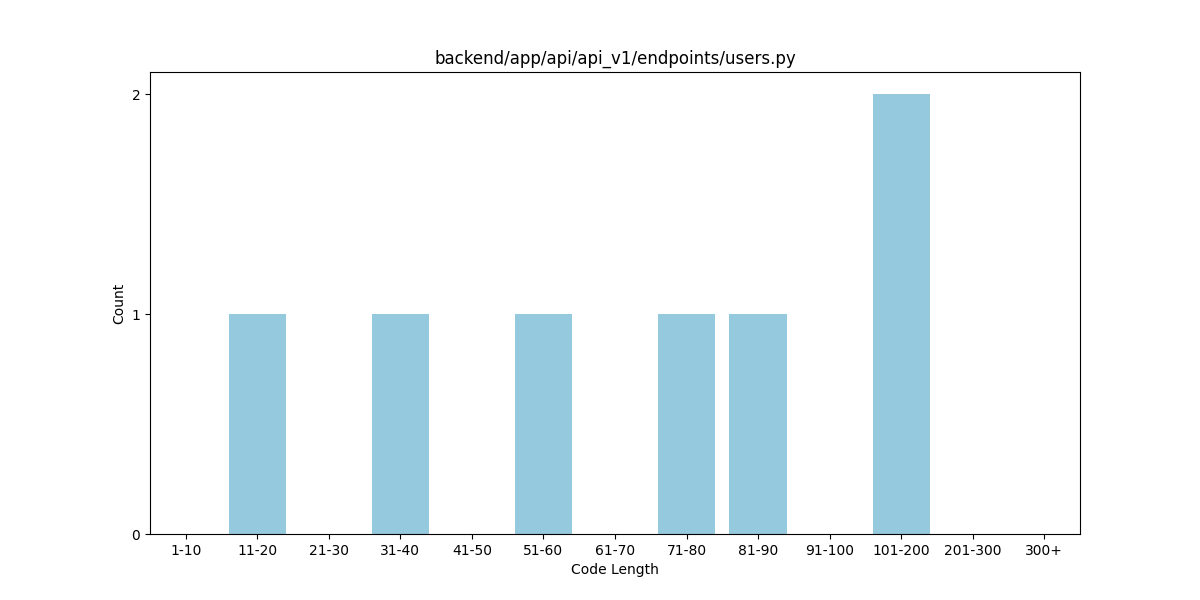 backend/app/api/api_v1/endpoints/users.py
2
1
0
Count
1-10 11-20 21-30 31-40 41-50 51-60 61-70 71-80 81-90 91-100 101-200 201-300 300+
Code Length